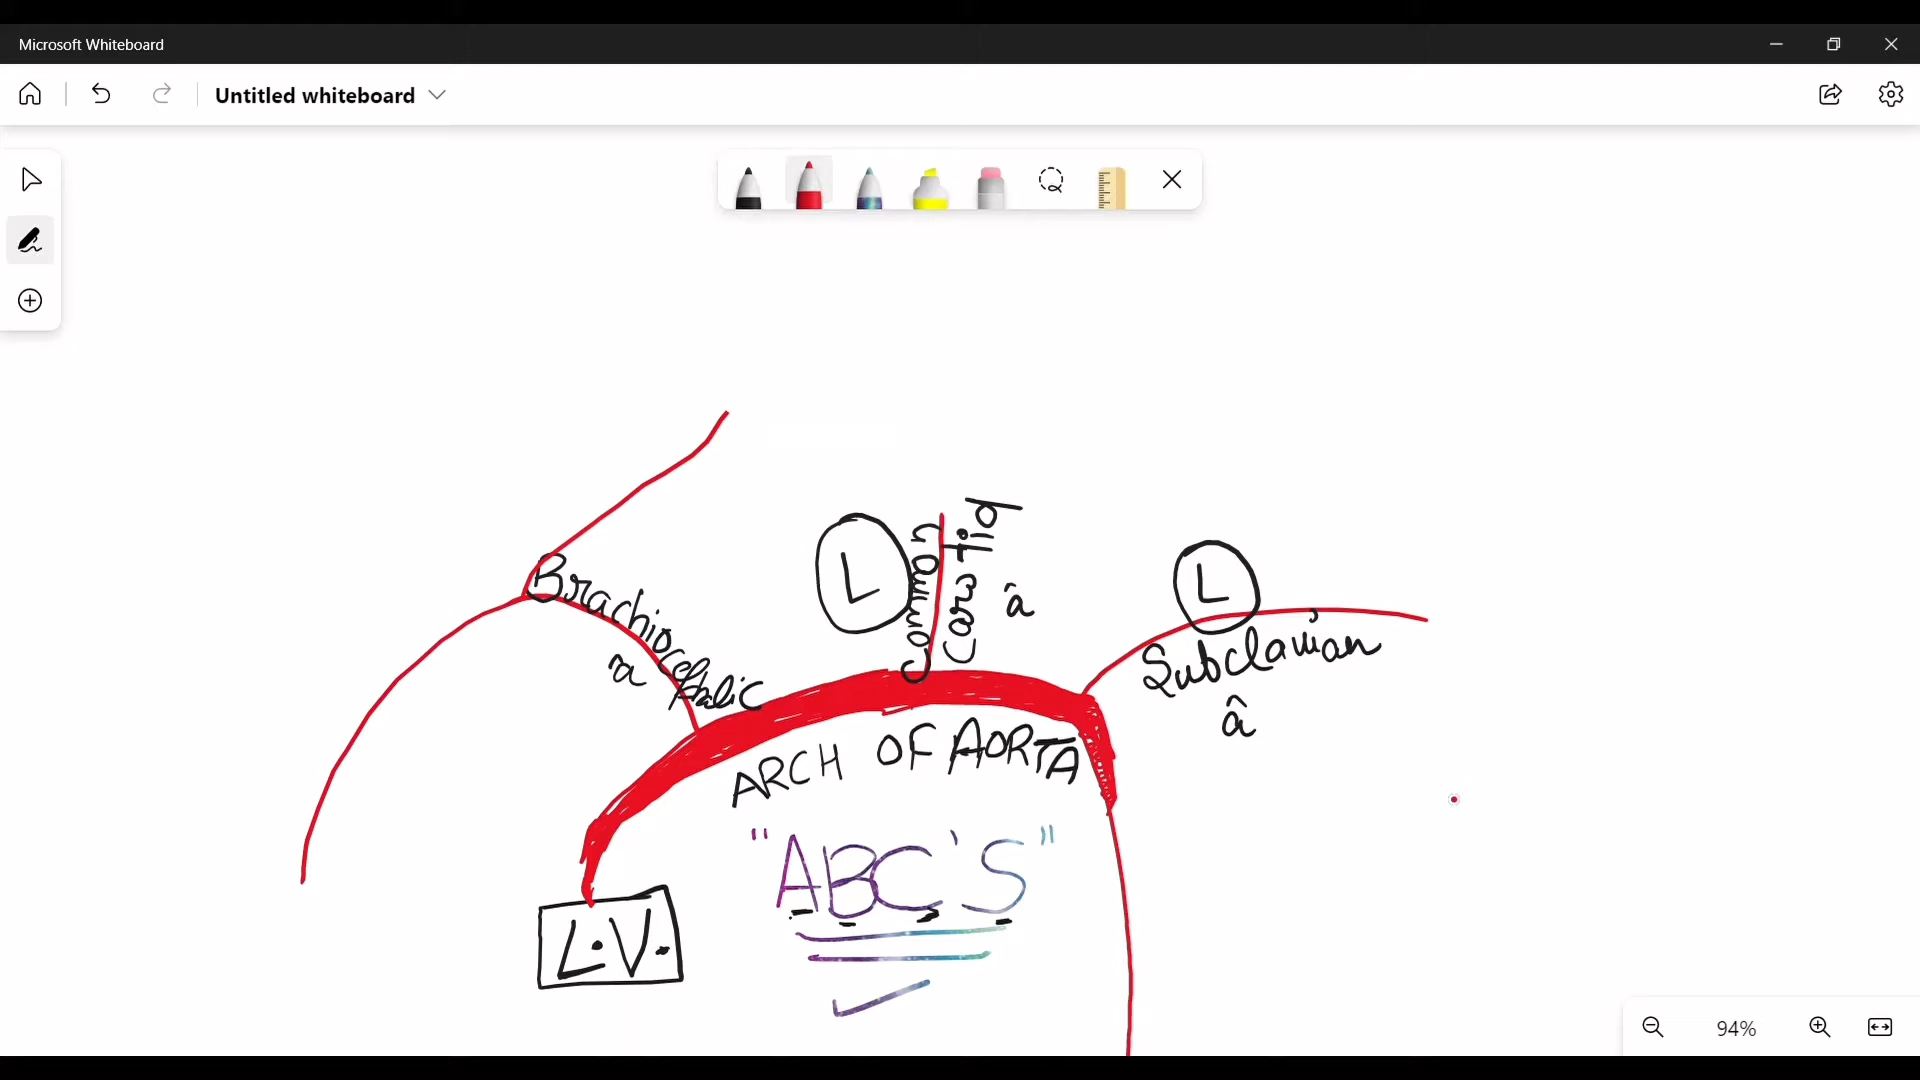 Microsoft Whiteboard
Untitled whiteboard
Brachiocephalic
a
L
Common
Carotid
a
L
Subclavian
a
ARCH OF AORTA
"ABC'S"
L.V.
94%